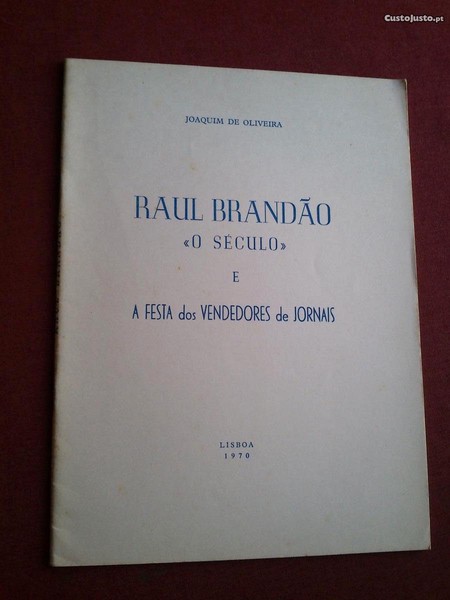 CustoJusto.pt
JOAQUIM DE OLIVEIRA
RAUL BRANDÃO
«O SÉCULO»
E
A FESTA dos VENDEDORES de JORNAIS
LISBOA
1970